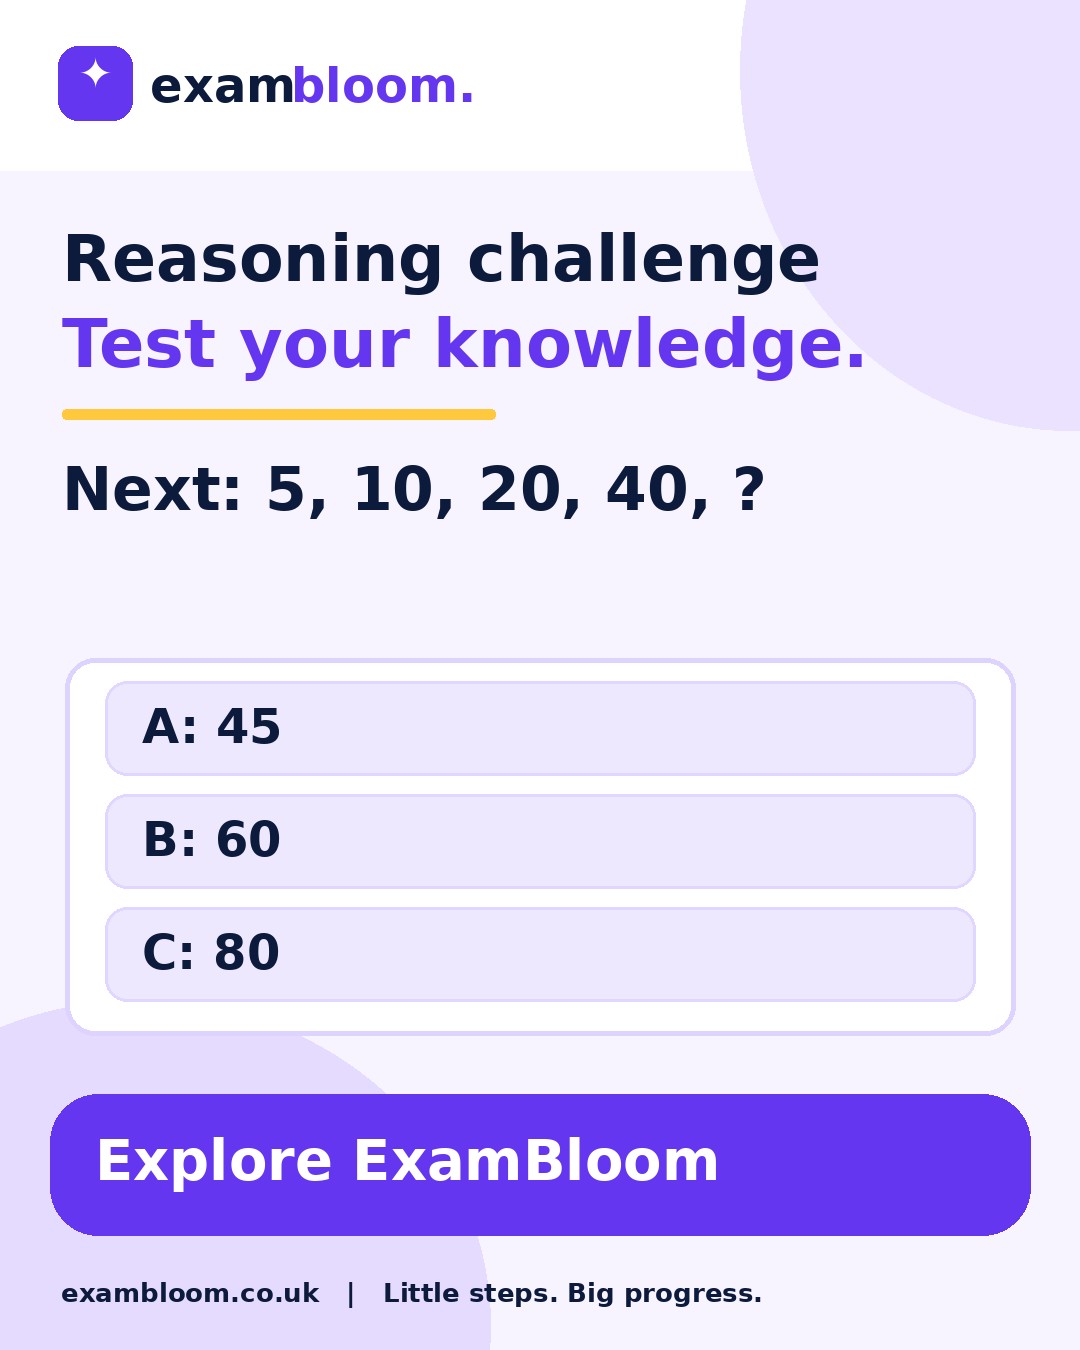 exambloom.
Reasoning challenge
Test your knowledge.
Next: 5, 10, 20, 40, ?
A: 45
B: 60
C: 80
Explore ExamBloom
exambloom.co.uk | Little steps. Big progress.